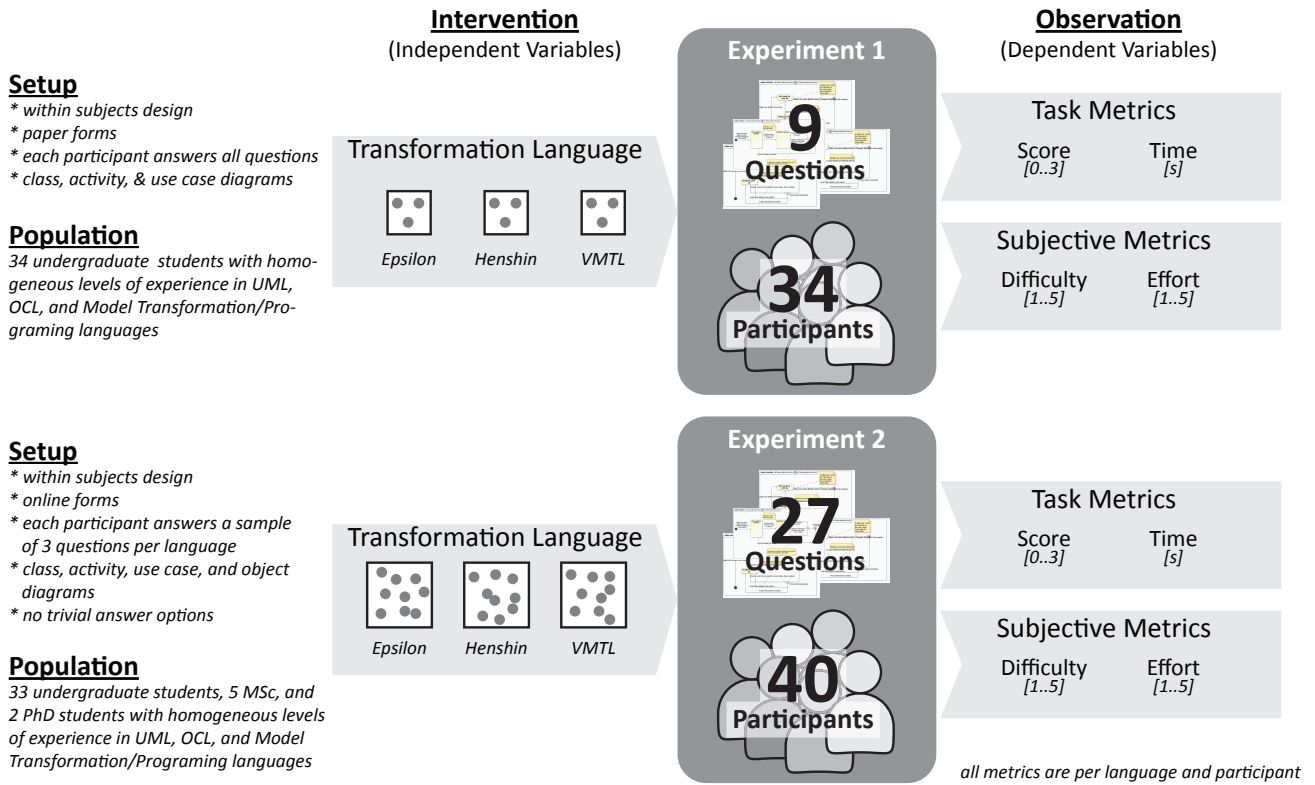 Intervention
(Independent Variables)
Observation
(Dependent Variables)
Setup
* within subjects design
* paper forms
* each participant answers all questions
* class, activity, & use case diagrams
Population
34 undergraduate students with homo-
geneous levels of experience in UML,
OCL, and Model Transformation/Pro-
graming languages
Transformation Language
Epsilon Henshin VMTL
Experiment 1
9
Questions
34
Participants
Task Metrics
Score Time
[0..3] [s]
Subjective Metrics
Difficulty Effort
[1..5] [1..5]
Setup
* within subjects design
* online forms
* each participant answers a sample
of 3 questions per language
* class, activity, use case, and object
diagrams
* no trivial answer options
Population
33 undergraduate students, 5 MSc, and
2 PhD students with homogeneous levels
of experience in UML, OCL, and Model
Transformation/Programing languages
Transformation Language
Epsilon Henshin VMTL
Experiment 2
27
Questions
40
Participants
Task Metrics
Score Time
[0..3] [s]
Subjective Metrics
Difficulty Effort
[1..5] [1..5]
all metrics are per language and participant